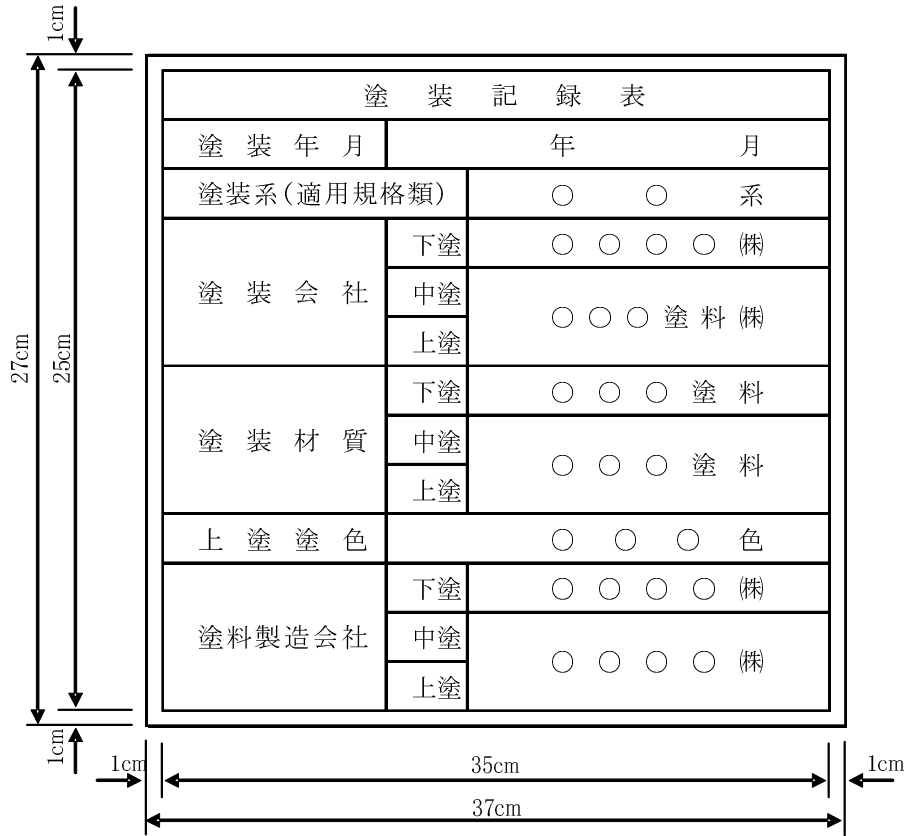 1cm
塗装記録表
塗装年月 年 月
塗装系(適用規格類) ○ ○ 系
塗装会社 下塗 ○○○○㈱
中塗 ○○○塗料㈱
上塗
塗装材質 下塗 ○○○塗料
中塗 ○○○塗料
上塗
上塗塗色 ○○○色
塗料製造会社 下塗 ○○○○㈱
中塗 ○○○○㈱
上塗
27cm
25cm
1cm
1cm 35cm 1cm
37cm